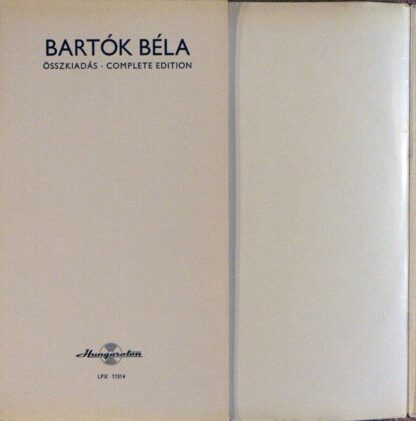 BARTÓK BÉLA
ÖSSZKIADÁS · COMPLETE EDITION
Hungaroton
LPX 11314